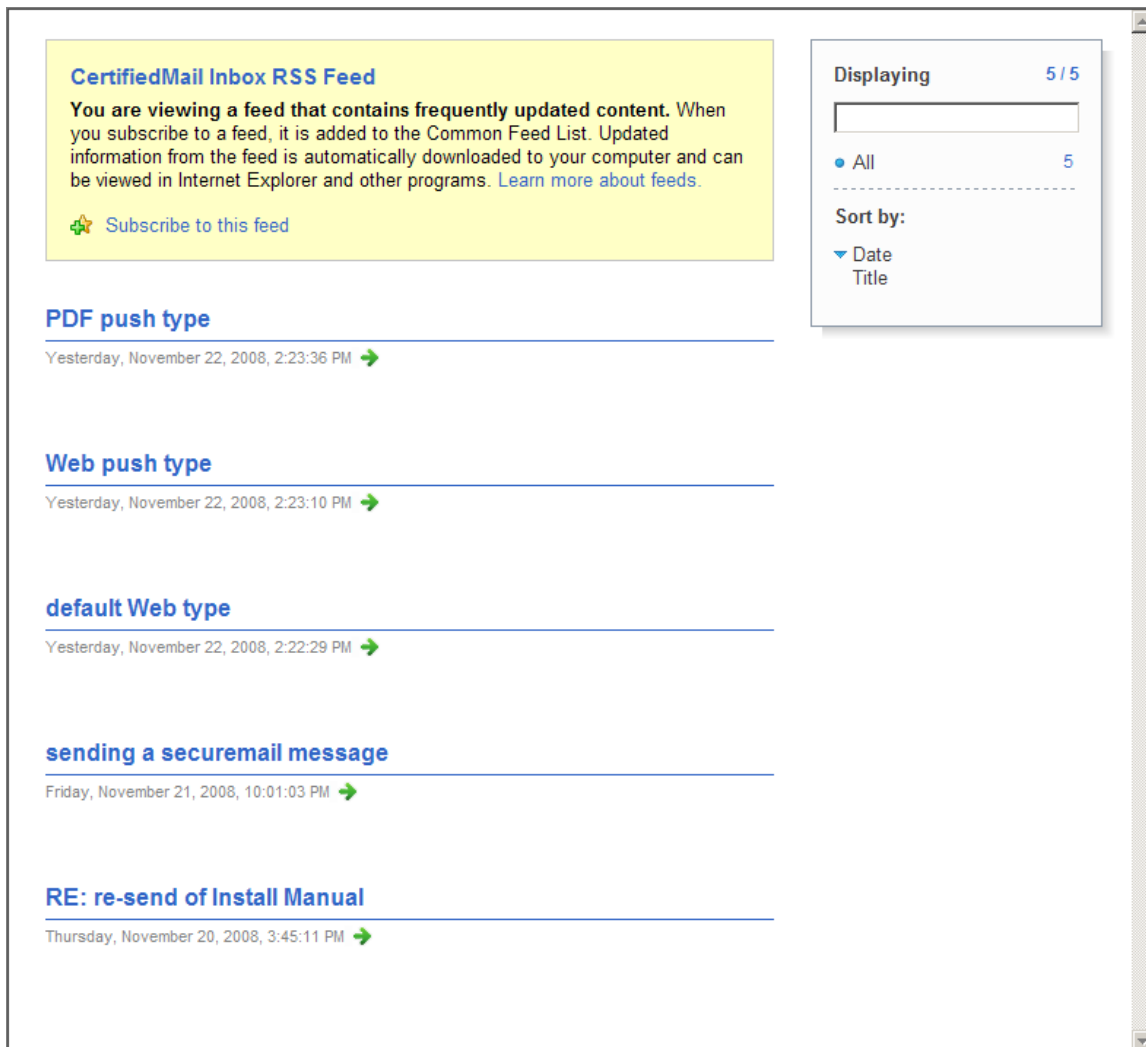 CertifiedMail Inbox RSS Feed
You are viewing a feed that contains frequently updated content. When
you subscribe to a feed, it is added to the Common Feed List. Updated
information from the feed is automatically downloaded to your computer and can
be viewed in Internet Explorer and other programs. Learn more about feeds.
Subscribe to this feed
PDF push type
Yesterday, November 22, 2008, 2:23:36 PM
Web push type
Yesterday, November 22, 2008, 2:23:10 PM
default Web type
Yesterday, November 22, 2008, 2:22:29 PM
sending a securemail message
Friday, November 21, 2008, 10:01:03 PM
RE: re-send of Install Manual
Thursday, November 20, 2008, 3:45:11 PM
Displaying 5 / 5
All 5
Sort by:
Date
Title